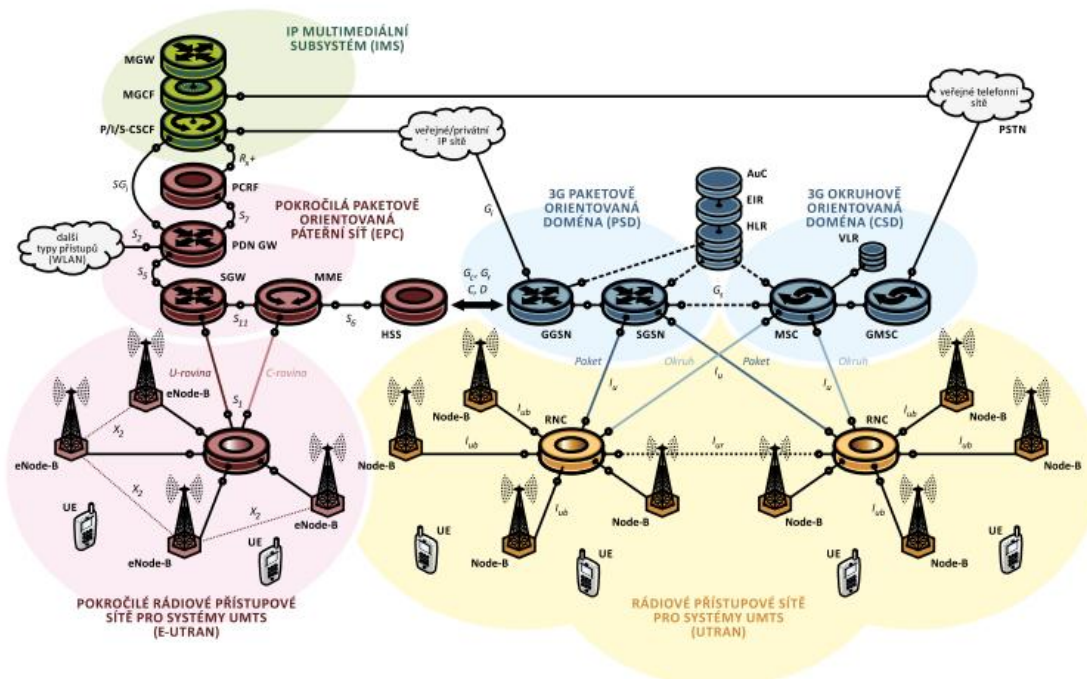 IP MULTIMEDIÁLNÍ
SUBSYSTÉM (IMS)
MGW
MGCF
P/I/S-CSCF
veřejné telefonní
sítě
PSTN
veřejné/privátní
IP sítě
Rx+
SGi
PCRF
S7
POKROČILÁ PAKETOVĚ
ORIENTOVANÁ
PÁTEŘNÍ SÍŤ (EPC)
další
typy přístupů
(WLAN)
S2
PDN GW
S5
SGW
MME
S11
S6
HSS
Gc, Gr
C, D
Gi
3G PAKETOVĚ
ORIENTOVANÁ
DOMÉNA (PSD)
AuC
EIR
HLR
3G OKRUHOVĚ
ORIENTOVANÁ
DOMÉNA (CSD)
VLR
GGSN
SGSN
Gs
MSC
GMSC
U-rovina
C-rovina
S1
eNode-B
X2
eNode-B
X2
X2
eNode-B
eNode-B
UE
UE
POKROČILÉ RÁDIOVÉ PŘÍSTUPOVÉ
SÍTĚ PRO SYSTÉMY UMTS
(E-UTRAN)
Paket
Okruh
Paket
Okruh
Iu
Iu
Iu
Node-B
Iub
RNC
Iub
Node-B
Iur
Node-B
Iub
Node-B
RNC
Node-B
Iub
Node-B
Node-B
Iub
Node-B
UE
UE
UE
UE
RÁDIOVÉ PŘÍSTUPOVÉ SÍTĚ
PRO SYSTÉMY UMTS
(UTRAN)